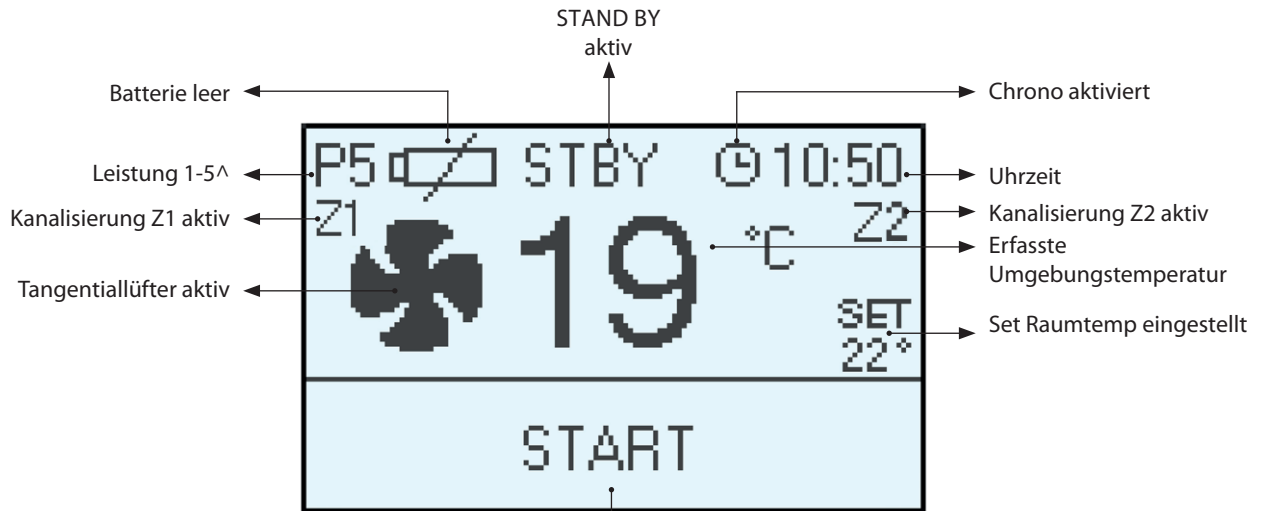 STAND BY
aktiv
Batterie leer
Chrono aktiviert
P5 STBY 10:50
Leistung 1-5^
Uhrzeit
Kanalisierung Z1 aktiv
Z1
Z2
Kanalisierung Z2 aktiv
19 °C
Erfasste
Umgebungstemperatur
Tangentiallüfter aktiv
SET
22°
Set Raumtemp eingestellt
START